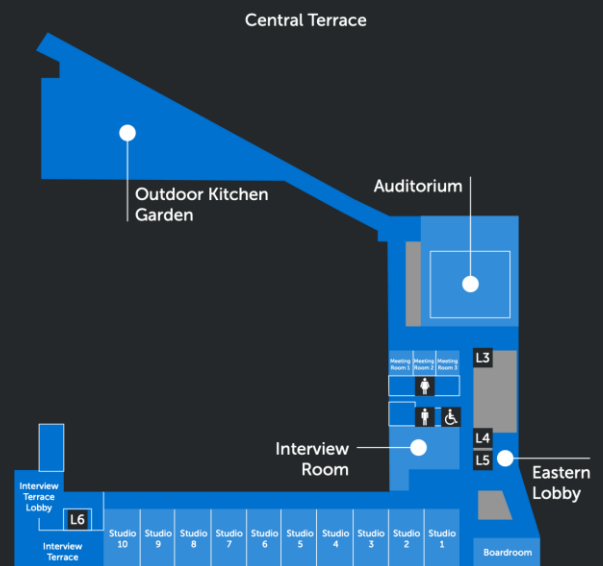 Central Terrace
Outdoor Kitchen
Garden
Auditorium
Meeting
Room 1
Meeting
Room 2
Meeting
Room 3
L3
L4
L5
Interview
Room
Eastern
Lobby
Interview
Terrace
Lobby
L6
Interview
Terrace
Studio
10
Studio
9
Studio
8
Studio
7
Studio
6
Studio
5
Studio
4
Studio
3
Studio
2
Studio
1
Boardroom